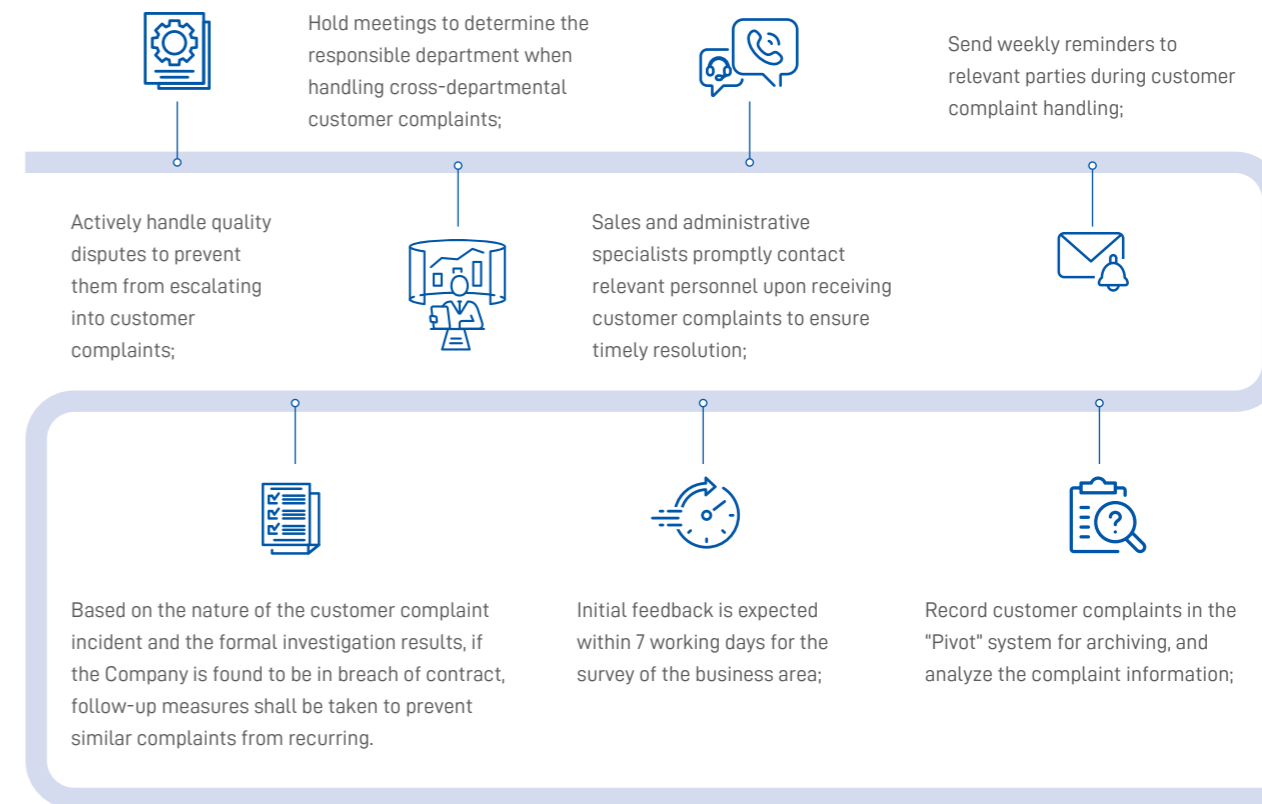 Hold meetings to determine the
responsible department when
handling cross-departmental
customer complaints;
Send weekly reminders to
relevant parties during customer
complaint handling;
Actively handle quality
disputes to prevent
them from escalating
into customer
complaints;
Sales and administrative
specialists promptly contact
relevant personnel upon receiving
customer complaints to ensure
timely resolution;
Based on the nature of the customer complaint
incident and the formal investigation results, if
the Company is found to be in breach of contract,
follow-up measures shall be taken to prevent
similar complaints from recurring.
Initial feedback is expected
within 7 working days for the
survey of the business area;
Record customer complaints in the
"Pivot" system for archiving, and
analyze the complaint information;